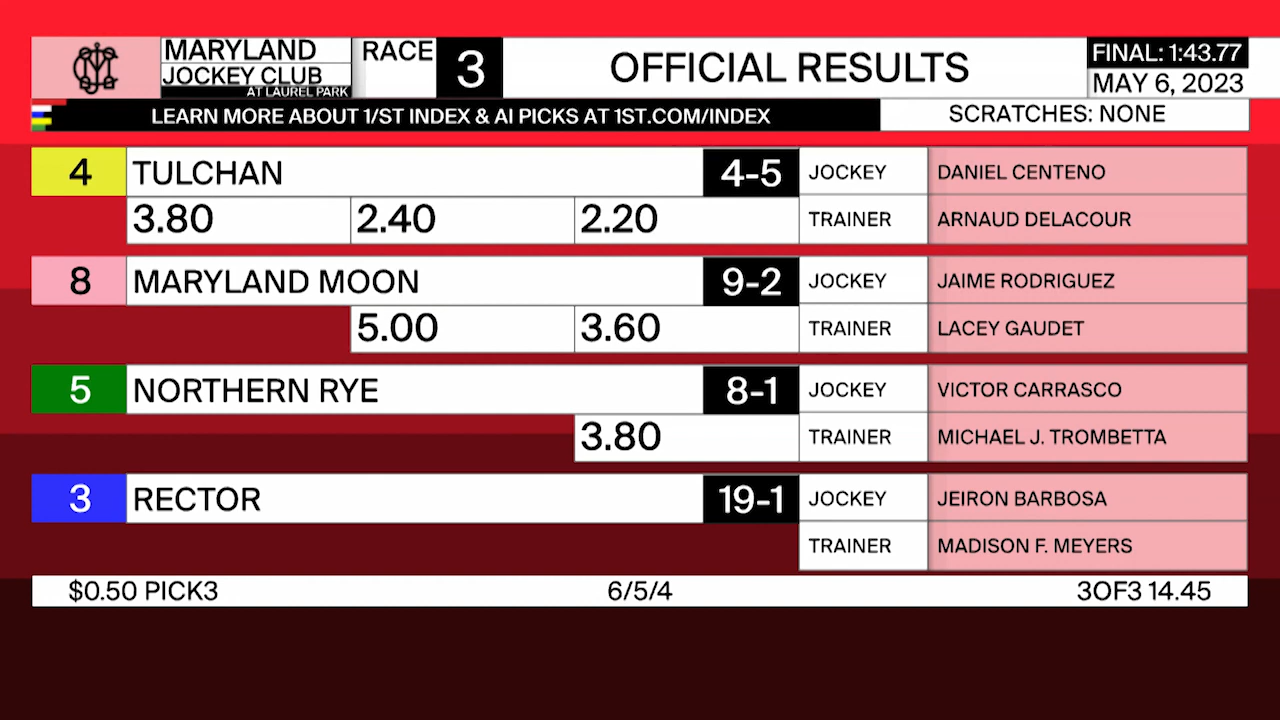 MARYLAND
JOCKEY CLUB
AT LAUREL PARK
RACE 3
OFFICIAL RESULTS
FINAL: 1:43.77
MAY 6, 2023
LEARN MORE ABOUT 1/ST INDEX & AI PICKS AT 1ST.COM/INDEX
SCRATCHES: NONE
4 TULCHAN 4-5 JOCKEY DANIEL CENTENO
3.80 2.40 2.20 TRAINER ARNAUD DELACOUR
8 MARYLAND MOON 9-2 JOCKEY JAIME RODRIGUEZ
5.00 3.60 TRAINER LACEY GAUDET
5 NORTHERN RYE 8-1 JOCKEY VICTOR CARRASCO
3.80 TRAINER MICHAEL J. TROMBETTA
3 RECTOR 19-1 JOCKEY JEIRON BARBOSA
TRAINER MADISON F. MEYERS
$0.50 PICK3 6/5/4 3OF3 14.45